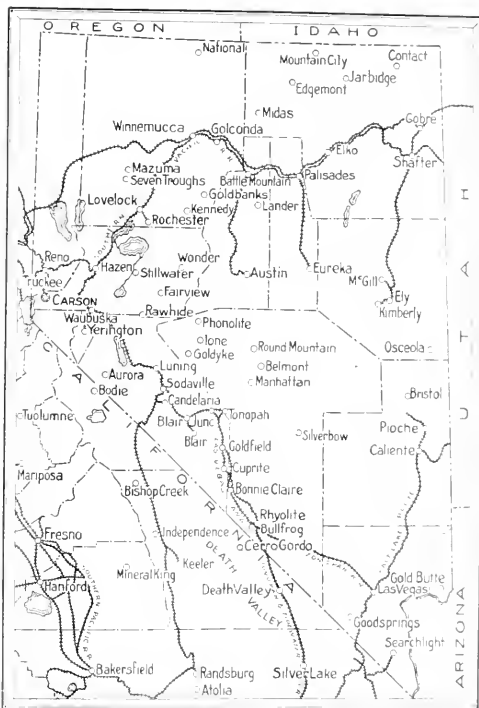 OREGON
IDAHO
National
Mountain City
Contact
Edgemont
Jarbidge
Midas
Gobre
Winnemucca
Golconda
Elko
Shafter
Mazuma
Seven Troughs
Battle Mountain
Palisades
Goldbanks
Lovelock
Kennedy
Lander
Rochester
UTAH
Reno
Hazen
Stillwater
Wonder
Austin
Eureka
McGill
Truckee
Fairview
Ely
Kimberly
CARSON
Rawhide
Wabuska
Yerington
Phonolite
Ione
Goldyke
Round Mountain
Osceola
Luning
Belmont
Aurora
Sodaville
Manhattan
Bodie
Candelaria
Bristol
Tuolumne
Blair Junc
Tonopah
Pioche
Blair
Silverbow
Goldfield
Caliente
Mariposa
Cuprite
Bishop Creek
Bonnie Claire
CALIFORNIA
Rhyolite
Bullfrog
Fresno
Independence
Cerro Gordo
DEATH VALLEY
Mineral King
Keeler
Gold Butte
Hanford
Death Valley
Las Vegas
SOUTHERN PACIFIC R.R.
Goodsprings
Searchlight
ARIZONA
Bakersfield
Randsburg
Silver Lake
Atolia